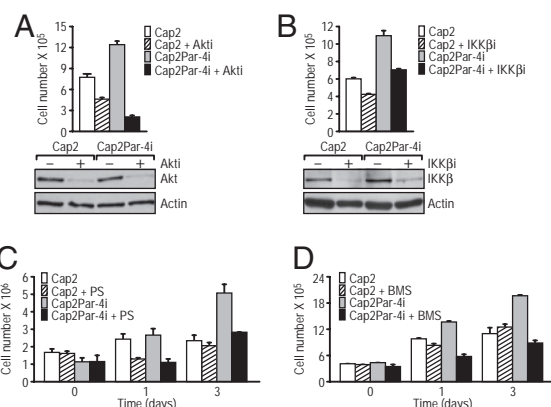 A
Cell number X 10⁵
15
12
9
6
3
0
Cap2
Cap2 + Akti
Cap2Par-4i
Cap2Par-4i + Akti
Cap2 Cap2Par-4i
– + – + Akti
Akt
Actin
B
Cell number X 10⁵
12
10
8
6
4
2
0
Cap2
Cap2 + IKKβi
Cap2Par-4i
Cap2Par-4i + IKKβi
Cap2 Cap2Par-4i
– + – + IKKβi
IKKβ
Actin
C
Cell number X 10⁶
6
5
4
3
2
1
0
Cap2
Cap2 + PS
Cap2Par-4i
Cap2Par-4i + PS
0 1 3
Time (days)
D
Cell number X 10⁵
24
18
12
6
0
Cap2
Cap2 + BMS
Cap2Par-4i
Cap2Par-4i + BMS
0 1 3
Time (days)